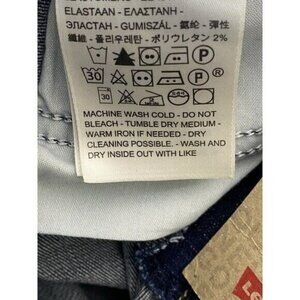 ELASTAAN - ΕΛΑΣΤΑΝΗ -
ЭЛАСТАН - GUMISZÁL - 氨纶 - 彈性
纖維 - 폴리우레탄 - ポリウレタン 2%
30 P
30 P
MACHINE WASH COLD - DO NOT
BLEACH - TUMBLE DRY MEDIUM -
WARM IRON IF NEEDED - DRY
CLEANING POSSIBLE. - WASH AND
DRY INSIDE OUT WITH LIKE